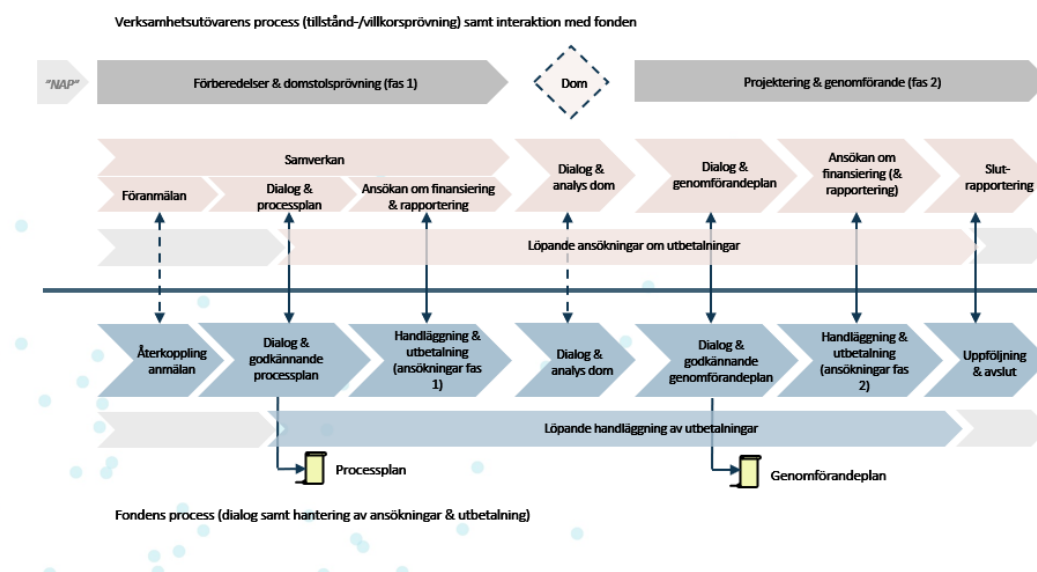 Verksamhetsutövarens process (tillstånd-/villkorsprövning) samt interaktion med fonden
"NAP"
Förberedelser & domstolsprövning (fas 1)
Dom
Projektering & genomförande (fas 2)
Samverkan
Föranmälan
Dialog &
processplan
Ansökan om finansiering
& rapportering
Dialog &
analys dom
Dialog &
genomförandeplan
Ansökan om
finansiering (&
rapportering)
Slut-
rapportering
Löpande ansökningar om utbetalningar
Återkoppling
anmälan
Dialog &
godkännande
processplan
Handläggning &
utbetalning
(ansökningar fas
1)
Dialog &
analys dom
Dialog &
godkännande
genomförandeplan
Handläggning &
utbetalning
(ansökningar fas
2)
Uppföljning
& avslut
Löpande handläggning av utbetalningar
Processplan
Genomförandeplan
Fondens process (dialog samt hantering av ansökningar & utbetalning)